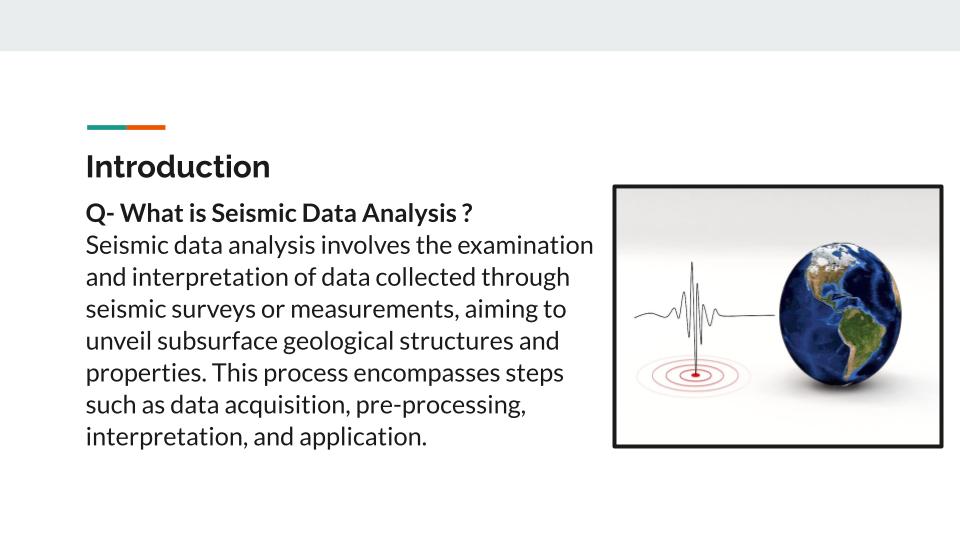 Introduction
Q- What is Seismic Data Analysis ?
Seismic data analysis involves the examination
and interpretation of data collected through
seismic surveys or measurements, aiming to
unveil subsurface geological structures and
properties. This process encompasses steps
such as data acquisition, pre-processing,
interpretation, and application.